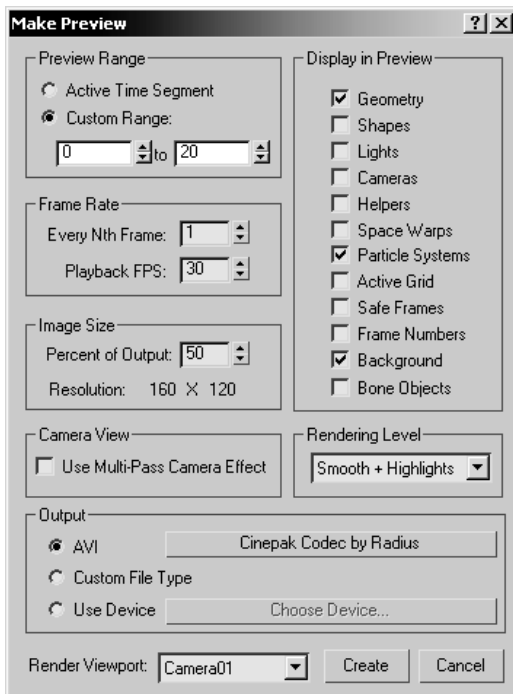 Make Preview
Preview Range
Active Time Segment
Custom Range:
0 to 20
Frame Rate
Every Nth Frame: 1
Playback FPS: 30
Image Size
Percent of Output: 50
Resolution: 160 X 120
Camera View
Use Multi-Pass Camera Effect
Display in Preview
Geometry
Shapes
Lights
Cameras
Helpers
Space Warps
Particle Systems
Active Grid
Safe Frames
Frame Numbers
Background
Bone Objects
Rendering Level
Smooth + Highlights
Output
AVI Cinepak Codec by Radius
Custom File Type
Use Device Choose Device...
Render Viewport: Camera01 Create Cancel